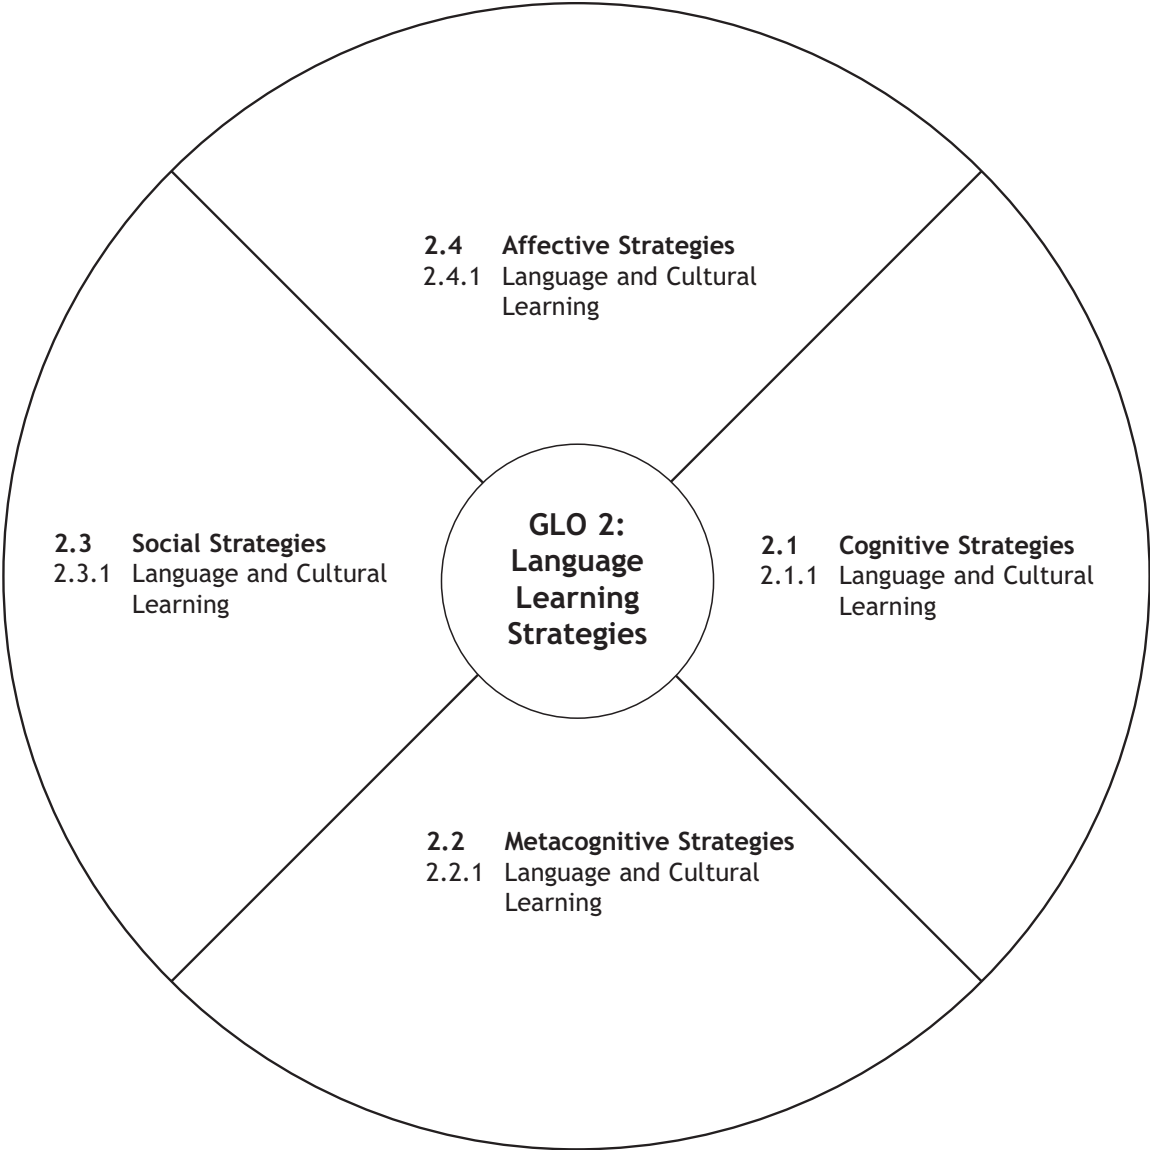 2.4 Affective Strategies
2.4.1 Language and Cultural
Learning
2.3 Social Strategies
2.3.1 Language and Cultural
Learning
GLO 2:
Language
Learning
Strategies
2.1 Cognitive Strategies
2.1.1 Language and Cultural
Learning
2.2 Metacognitive Strategies
2.2.1 Language and Cultural
Learning